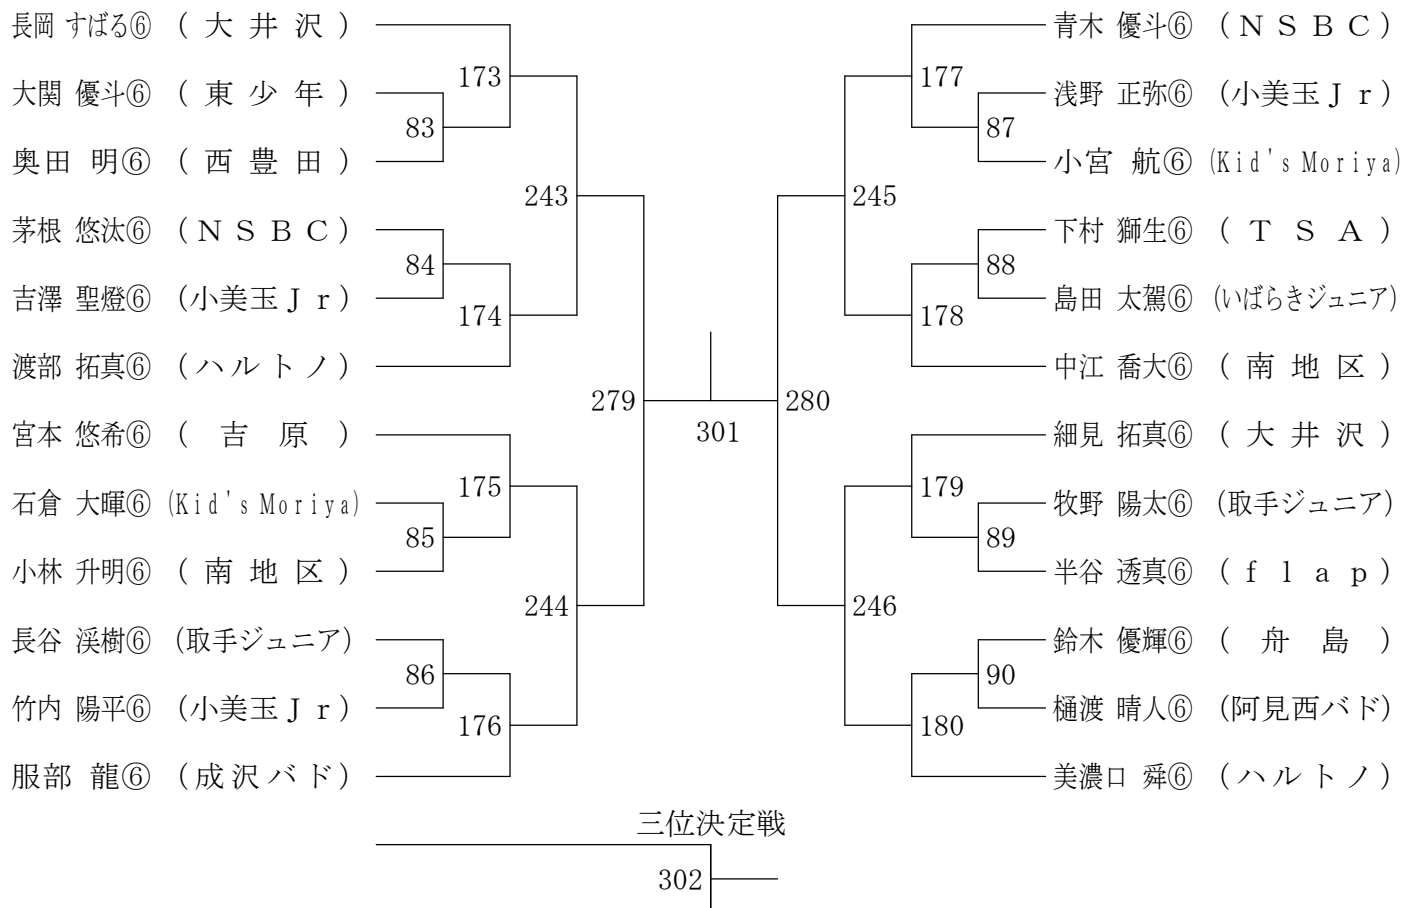 長岡 すばる⑥ (大井沢)
173
大関 優斗⑥ (東少年)
83
奥田 明⑥ (西豊田)
243
茅根 悠汰⑥ (NSBC)
84
吉澤 聖燈⑥ (小美玉Jr)
174
渡部 拓真⑥ (ハルトノ)
279
宮本 悠希⑥ (吉原)
175
石倉 大暉⑥ (Kid's Moriya)
85
小林 升明⑥ (南地区)
244
長谷 渓樹⑥ (取手ジュニア)
86
竹内 陽平⑥ (小美玉Jr)
176
服部 龍⑥ (成沢バド)
301
青木 優斗⑥ (NSBC)
177
浅野 正弥⑥ (小美玉Jr)
87
小宮 航⑥ (Kid's Moriya)
245
下村 獅生⑥ (TSA)
88
島田 太駕⑥ (いばらきジュニア)
178
中江 喬大⑥ (南地区)
280
細見 拓真⑥ (大井沢)
179
牧野 陽太⑥ (取手ジュニア)
89
半谷 透真⑥ (flap)
246
鈴木 優輝⑥ (舟島)
90
樋渡 晴人⑥ (阿見西バド)
180
美濃口 舜⑥ (ハルトノ)
三位決定戦
302